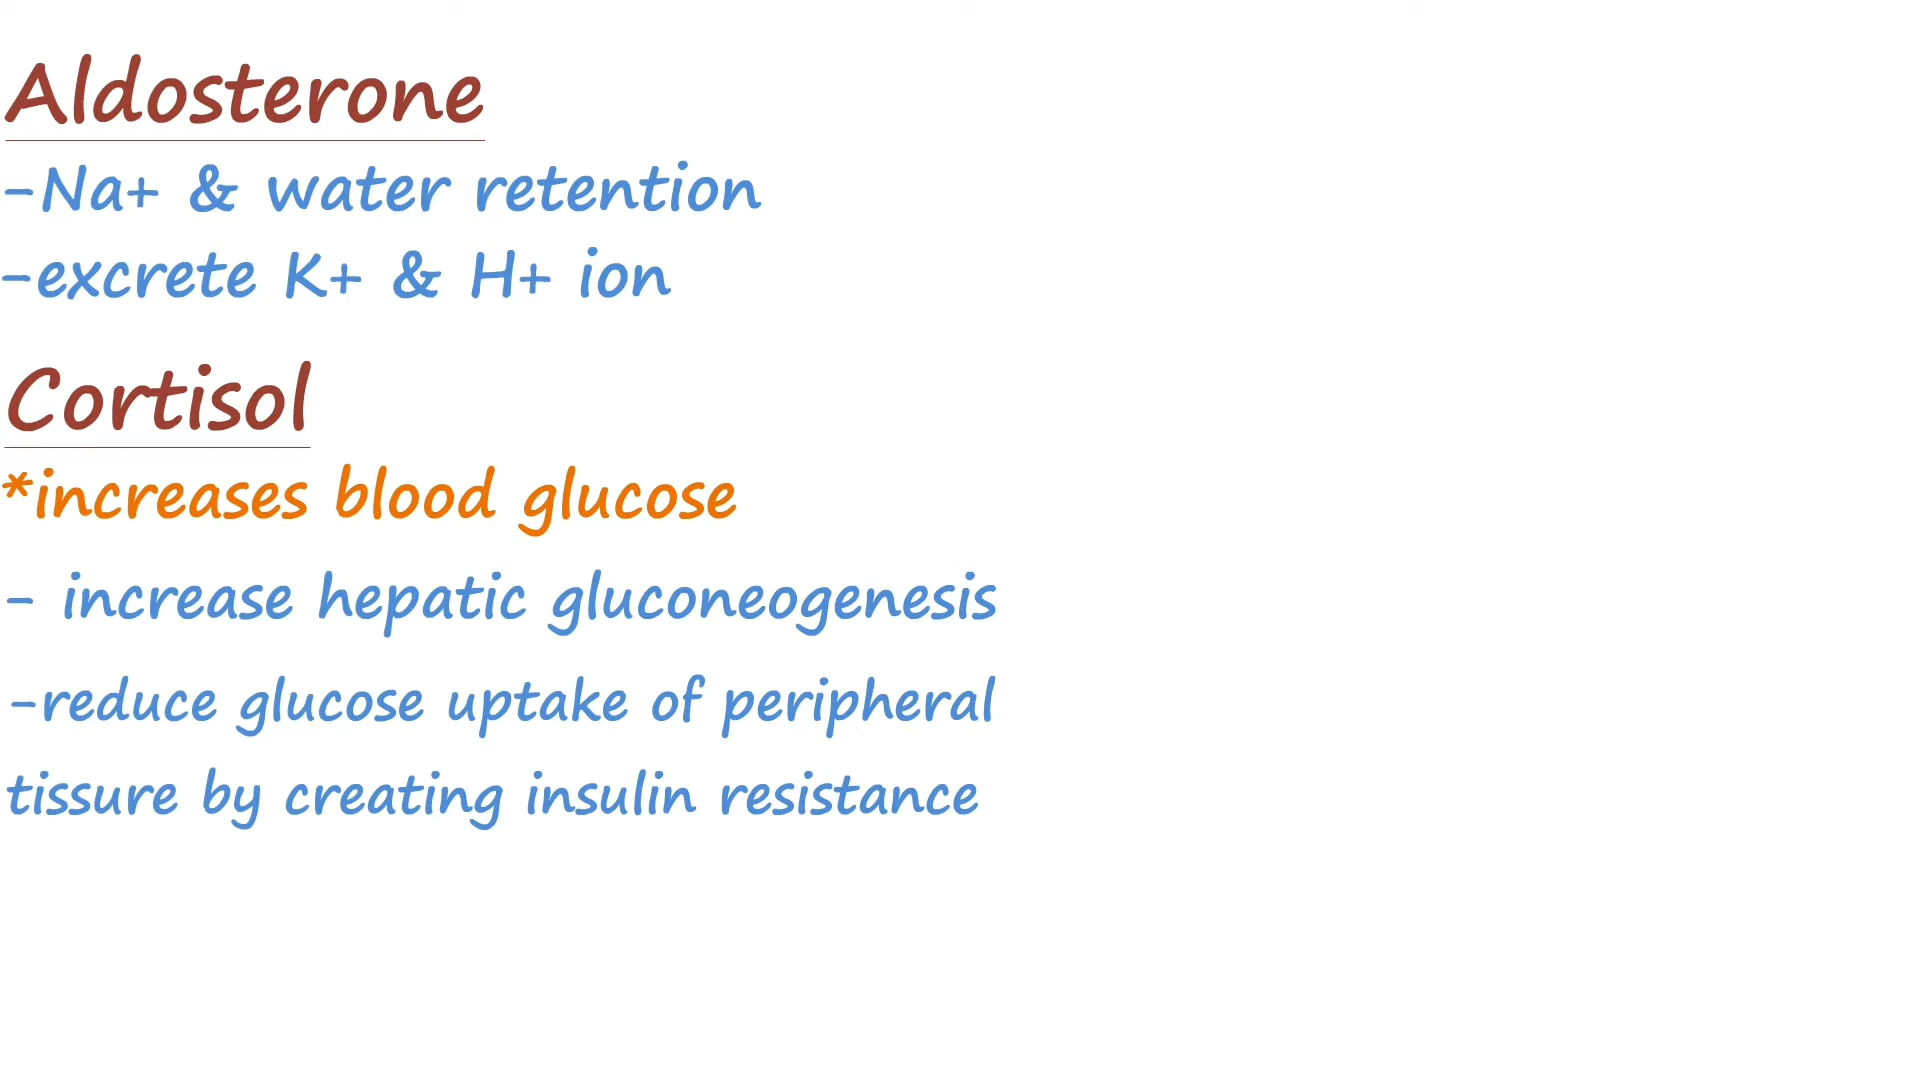 Aldosterone
-Na+ & water retention
-excrete K+ & H+ ion
Cortisol
*increases blood glucose
- increase hepatic gluconeogenesis
-reduce glucose uptake of peripheral
tissure by creating insulin resistance